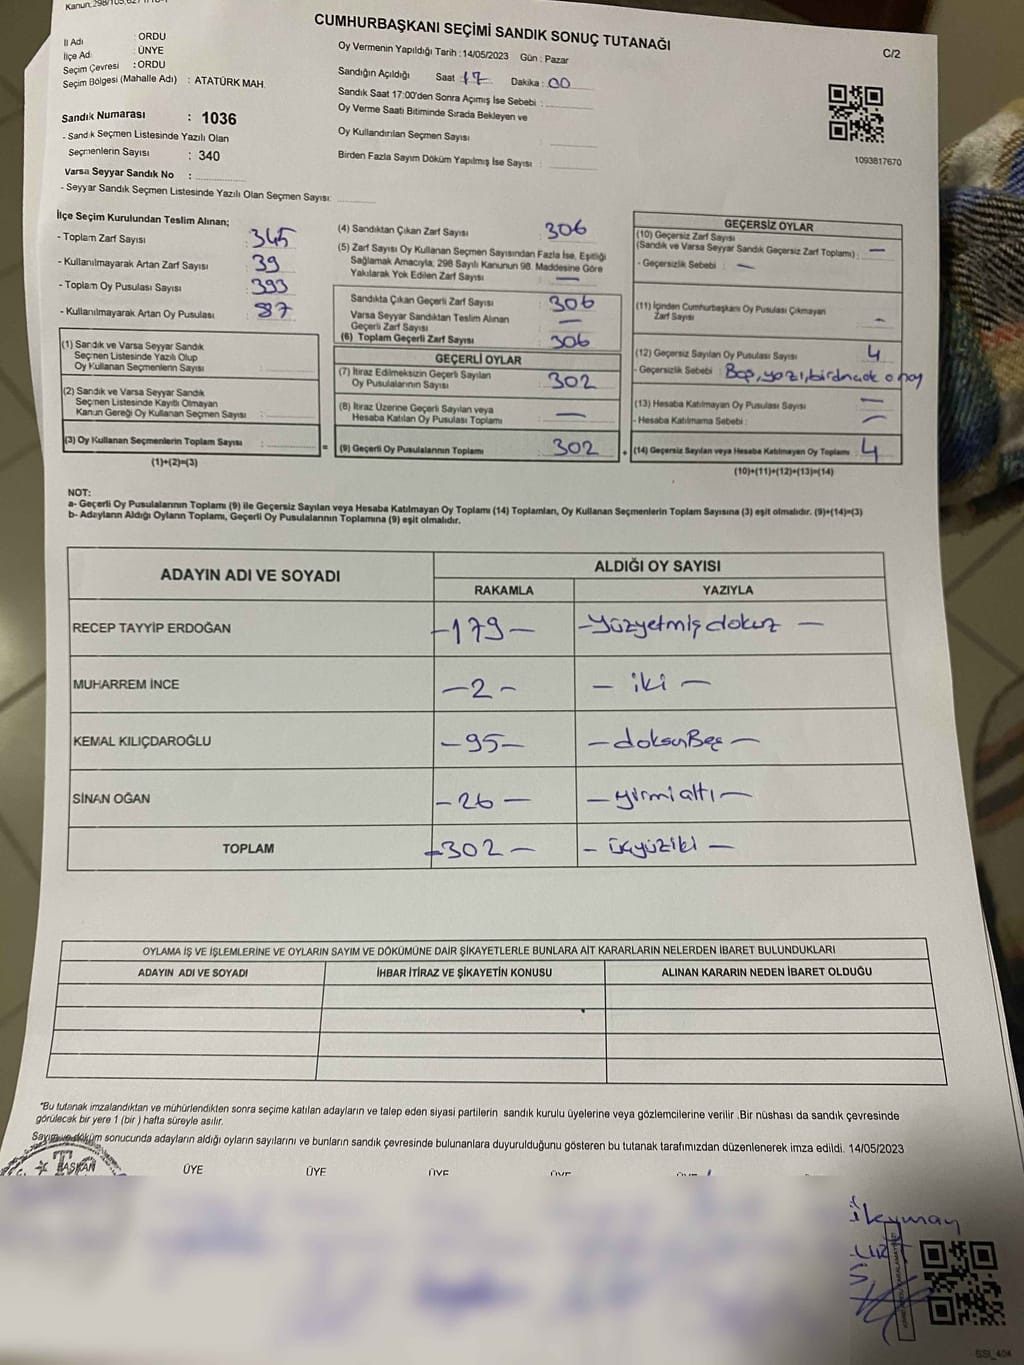 CUMHURBAŞKANI SEÇİMİ SANDIK SONUÇ TUTANAĞI
C/2
İl Adı : ORDU
İlçe Ad : ÜNYE
Seçim Çevresi : ORDU
Seçim Bölgesi (Mahalle Adı) : ATATÜRK MAH.
Oy Vermenin Yapıldığı Tarih :14/05/2023 Gün : Pazar
Sandığın Açıldığı Saat 17 Dakika : 00
Sandık Saat 17:00'den Sonra Açımış İse Sebebi :
Oy Verme Saati Bitiminde Sırada Bekleyen ve
Oy Kullandırılan Seçmen Sayısı
Birden Fazla Sayım Döküm Yapılmış İse Sayısı
1093817670
Sandık Numarası : 1036
- Sandık Seçmen Listesinde Yazılı Olan
Seçmenlerin Sayısı : 340
Varsa Seyyar Sandık No :
- Seyyar Sandık Seçmen Listesinde Yazılı Olan Seçmen Sayısı:
İlçe Seçim Kurulundan Teslim Alınan;
- Toplam Zarf Sayısı : 345
- Kullanılmayarak Artan Zarf Sayısı : 39
- Toplam Oy Pusulası Sayısı : 393
- Kullanılmayarak Artan Oy Pusulası : 87
(1) Sandık ve Varsa Seyyar Sandık
Seçmen Listesinde Yazılı Olup
Oy Kullanan Seçmenlerin Sayısı :
(2) Sandık ve Varsa Seyyar Sandık
Seçmen Listesinde Kayıtlı Olmayan
Kanun Gereği Oy Kullanan Seçmen Sayısı :
(3) Oy Kullanan Seçmenlerin Toplam Sayısı :
(1)+(2)=(3)
(4) Sandıktan Çıkan Zarf Sayısı : 306
(5) Zarf Sayısı Oy Kullanan Seçmen Sayısından Fazla İse, Eşitliği
Sağlamak Amacıyla, 298 Sayılı Kanunun 98. Maddesine Göre
Yakılarak Yok Edilen Zarf Sayısı : —
Sandıkta Çıkan Geçerli Zarf Sayısı : 306
Varsa Seyyar Sandıktan Teslim Alınan
Geçerli Zarf Sayısı : —
(6) Toplam Geçerli Zarf Sayısı : 306
GEÇERLİ OYLAR
(7) İtiraz Edilmeksizin Geçerli Sayılan
Oy Pusulalarının Sayısı : 302
(8) İtiraz Üzerine Geçerli Sayılan veya
Hesaba Katılan Oy Pusulası Toplamı : —
= (9) Geçerli Oy Pusulalarının Toplamı : 302
GEÇERSİZ OYLAR
(10) Geçersiz Zarf Sayısı
(Sandık ve Varsa Seyyar Sandık Geçersiz Zarf Toplamı) : —
- Geçersizlik Sebebi : —
(11) İçinden Cumhurbaşkanı Oy Pusulası Çıkmayan
Zarf Sayısı : -
(12) Geçersiz Sayılan Oy Pusulası Sayısı : 4
- Geçersizlik Sebebi :
(13) Hesaba Katılmayan Oy Pusulası Sayısı : —
- Hesaba Katılmama Sebebi : —
+ (14) Geçersiz Sayılan veya Hesaba Katılmayan Oy Toplamı : 4
(10)+(11)+(12)+(13)=(14)
NOT:
a- Geçerli Oy Pusulalarının Toplamı (9) ile Geçersiz Sayılan veya Hesaba Katılmayan Oy Toplamı (14) Toplamları, Oy Kullanan Seçmenlerin Toplam Sayısına (3) eşit olmalıdır. (9)+(14)=(3)
b- Adayların Aldığı Oyların Toplamı, Geçerli Oy Pusulalarının Toplamına (9) eşit olmalıdır.
ADAYIN ADI VE SOYADI
ALDIĞI OY SAYISI
RAKAMLA YAZIYLA
RECEP TAYYİP ERDOĞAN -179- -yüzyetmişdokuz -
MUHARREM İNCE -2- - iki -
KEMAL KILIÇDAROĞLU -95- -doksanBeş-
SİNAN OĞAN -26- -yirmialtı-
TOPLAM -302- - üçyüziki -
OYLAMA İŞ VE İŞLEMLERİNE VE OYLARIN SAYIM VE DÖKÜMÜNE DAİR ŞİKAYETLERLE BUNLARA AİT KARARLARIN NELERDEN İBARET BULUNDUKLARI
ADAYIN ADI VE SOYADI İHBAR İTİRAZ VE ŞİKAYETİN KONUSU ALINAN KARARIN NEDEN İBARET OLDUĞU
"Bu tutanak imzalandıktan ve mühürlendikten sonra seçime katılan adayların ve talep eden siyasi partilerin sandık kurulu üyelerine veya gözlemcilerine verilir .Bir nüshası da sandık çevresinde
görülecek bir yere 1 (bir ) hafta süreyle asılır.
Sayım ve döküm sonucunda adayların aldığı oyların sayılarını ve bunların sandık çevresinde bulunanlara duyurulduğunu gösteren bu tutanak tarafımızdan düzenlenerek imza edildi. 14/05/2023
BAŞKAN ÜYE ÜYE ÜYE ÜYE
SSI_404